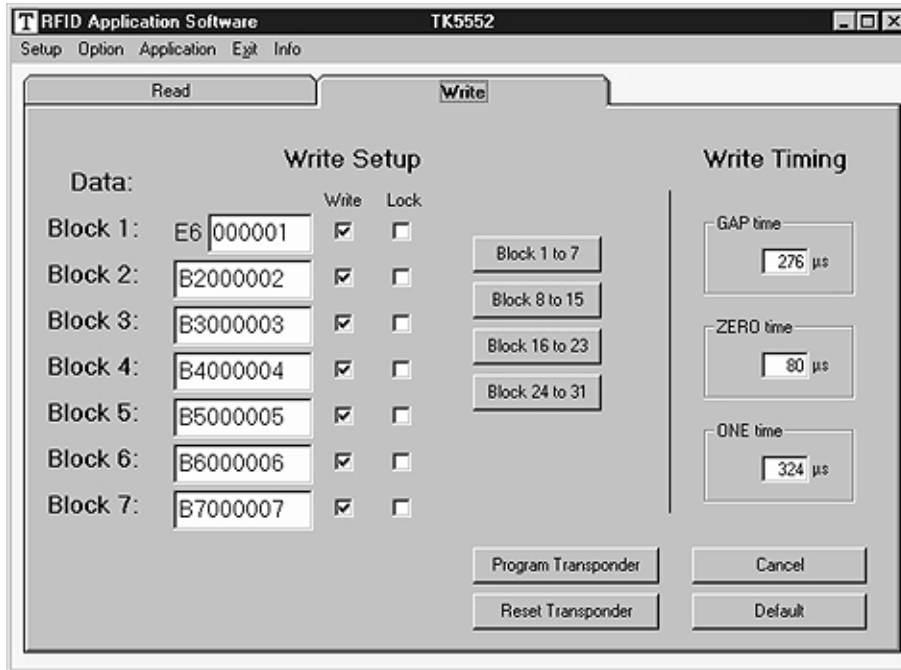 T RFID Application Software TK5552
Setup Option Application Exit Info
Read Write
Write Setup Write Timing
Data:
Write Lock
Block 1: E6 000001
Block 2: B2000002
Block 3: B3000003
Block 4: B4000004
Block 5: B5000005
Block 6: B6000006
Block 7: B7000007
Block 1 to 7
Block 8 to 15
Block 16 to 23
Block 24 to 31
GAP time
276 µs
ZERO time
80 µs
ONE time
324 µs
Program Transponder Cancel
Reset Transponder Default